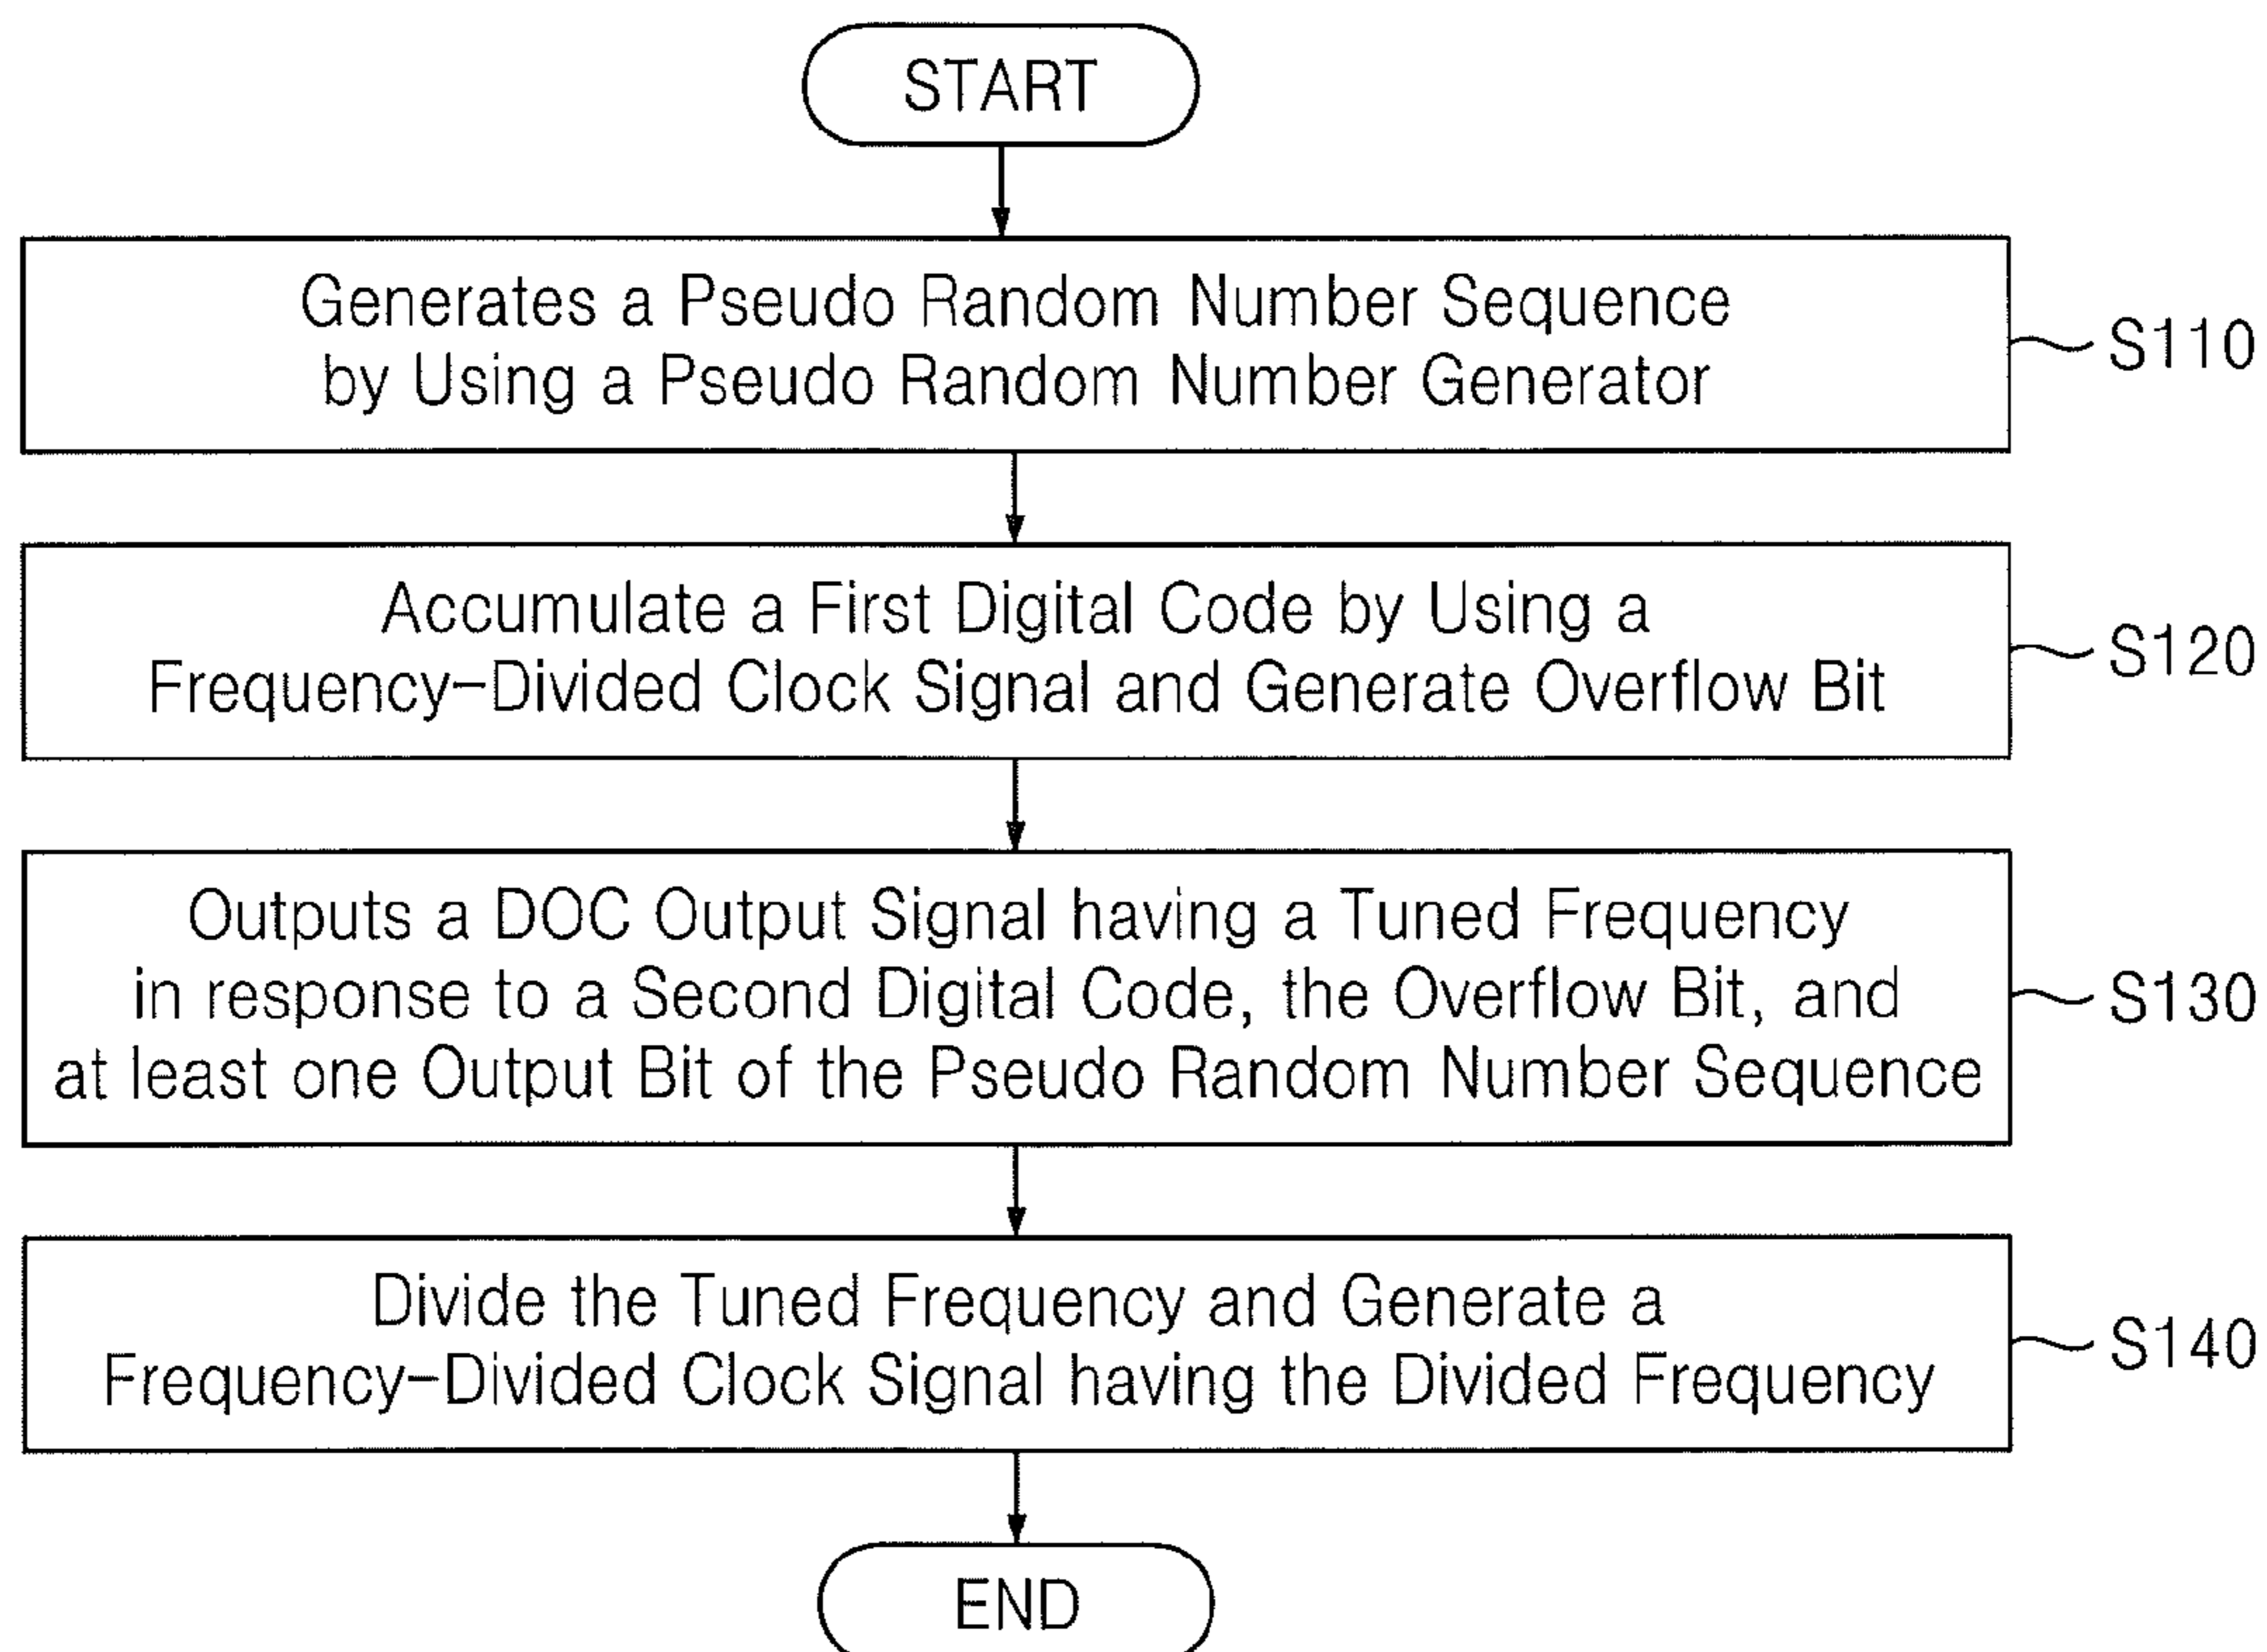 START
Generates a Pseudo Random Number Sequence
by Using a Pseudo Random Number Generator
S110
Accumulate a First Digital Code by Using a
Frequency-Divided Clock Signal and Generate Overflow Bit
S120
Outputs a DOC Output Signal having a Tuned Frequency
in response to a Second Digital Code, the Overflow Bit, and
at least one Output Bit of the Pseudo Random Number Sequence
S130
Divide the Tuned Frequency and Generate a
Frequency-Divided Clock Signal having the Divided Frequency
S140
END